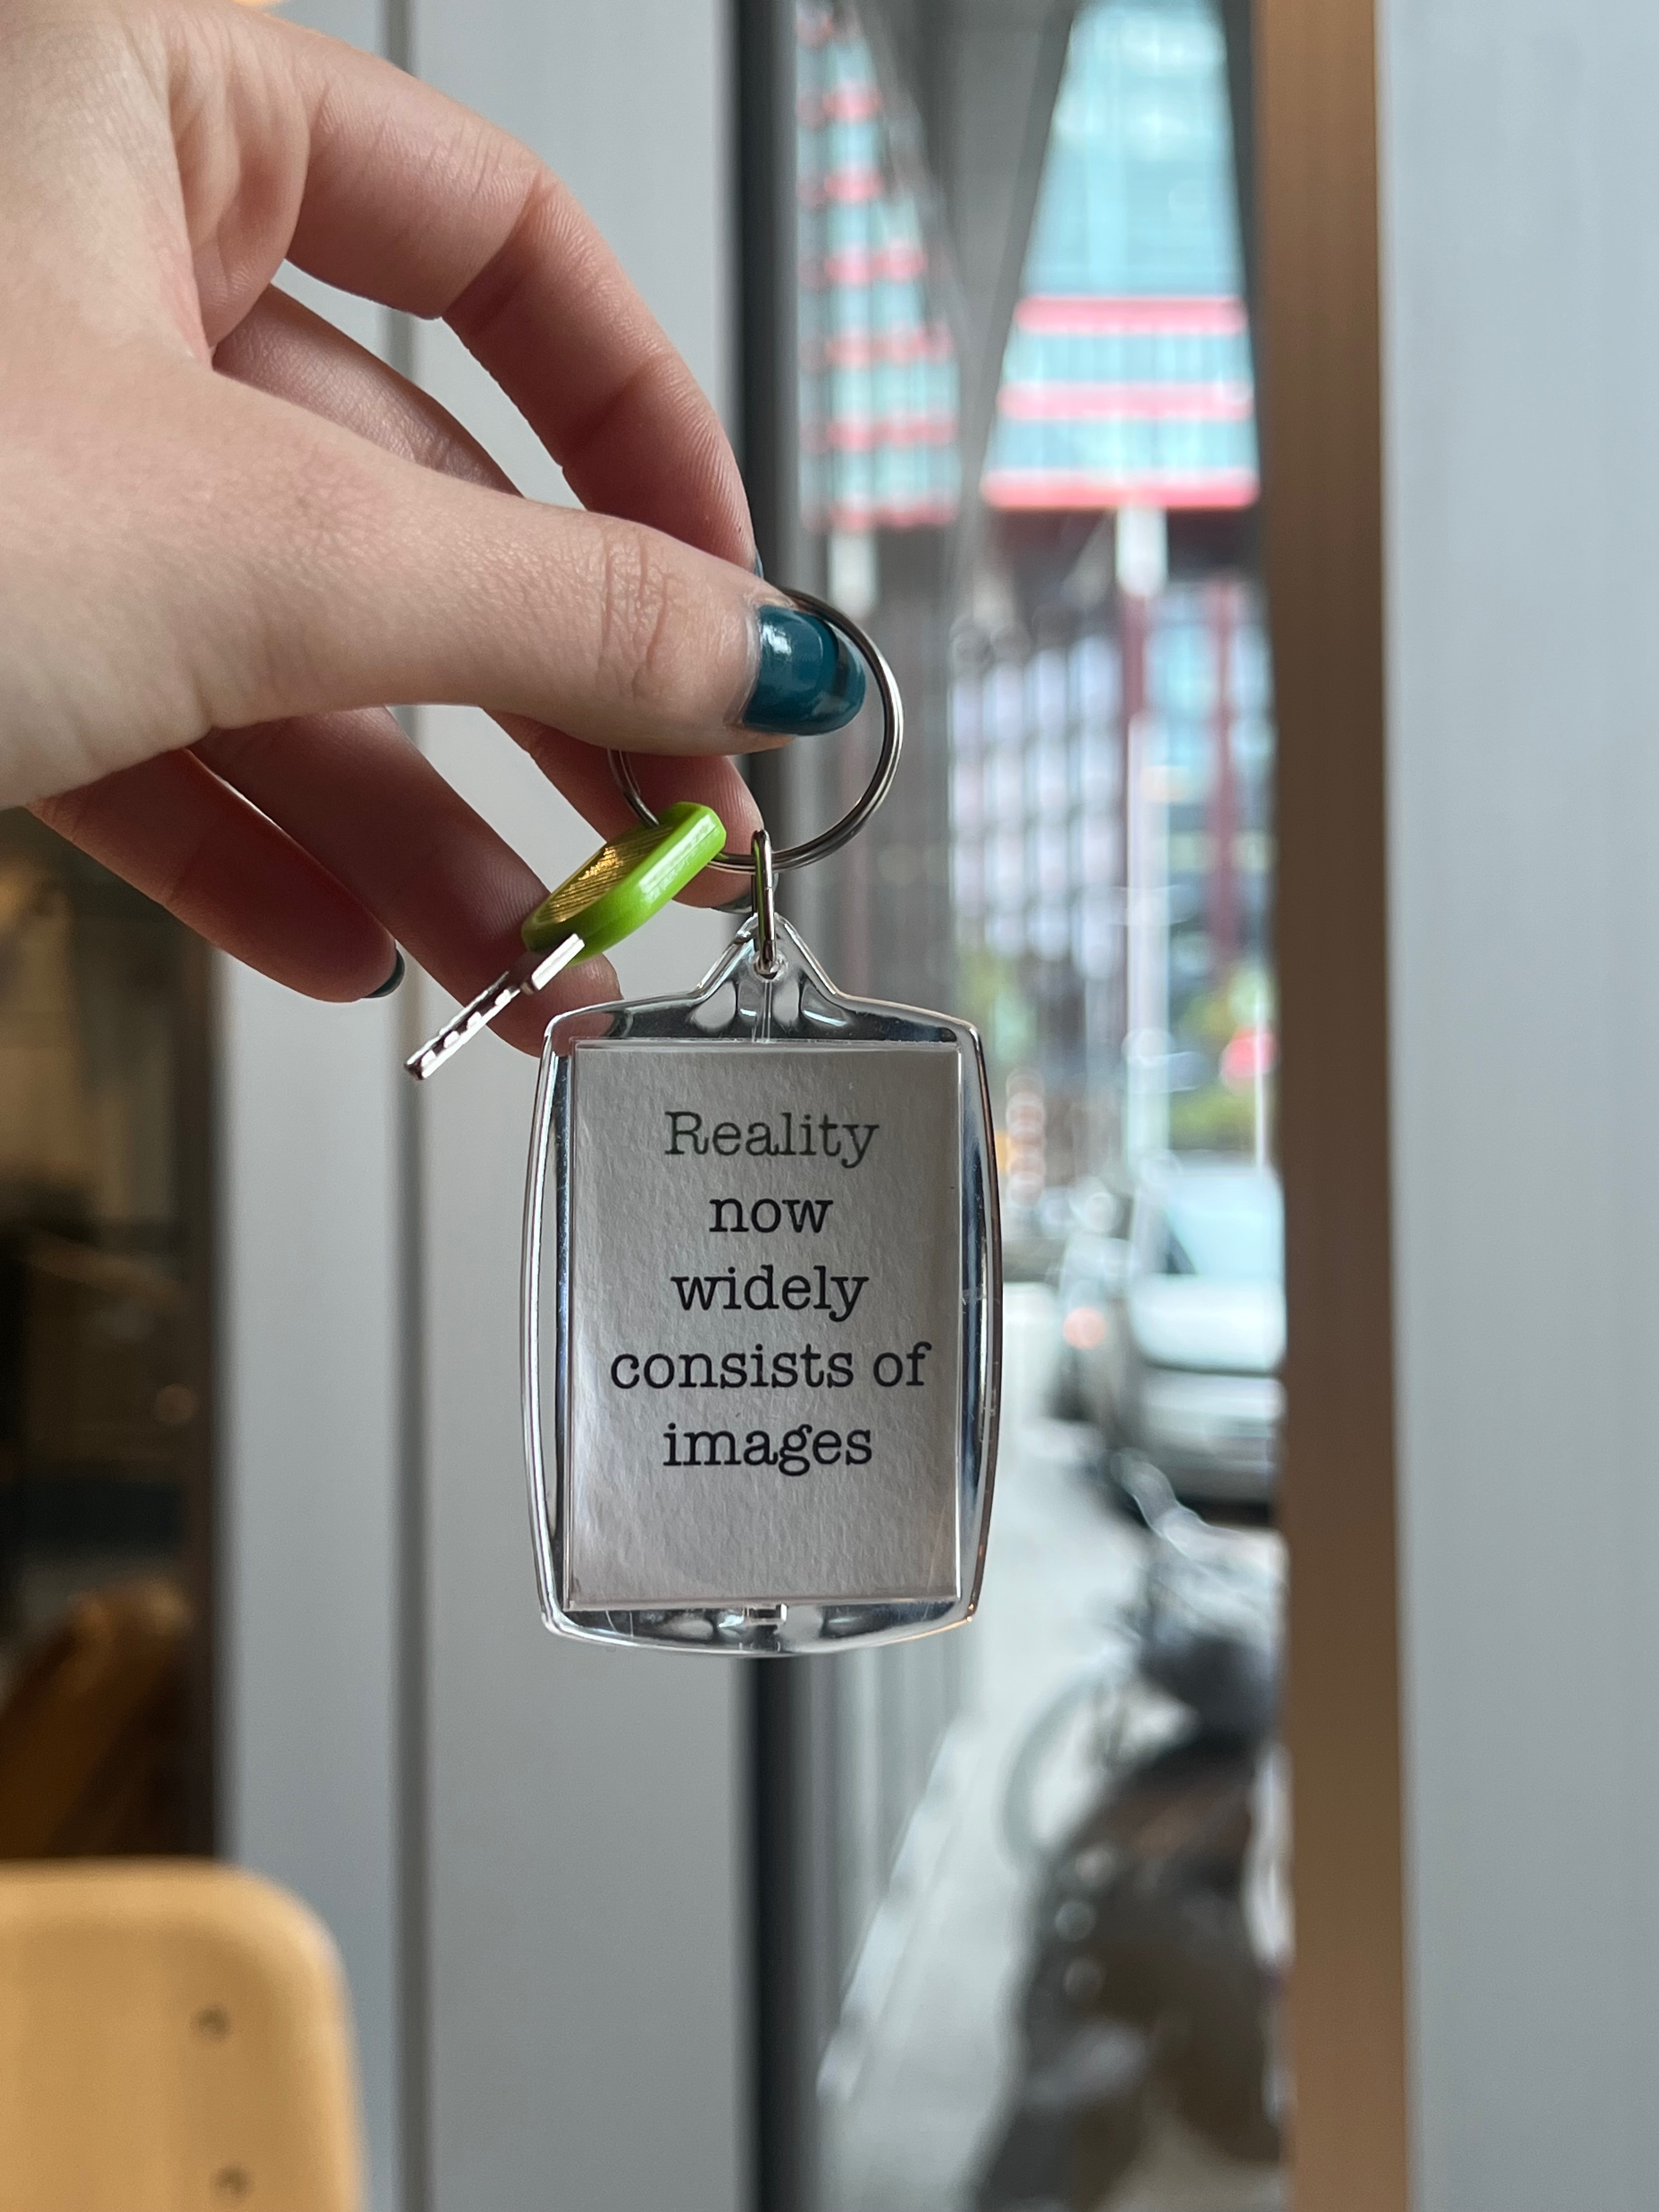 Reality
now
widely
consists of
images